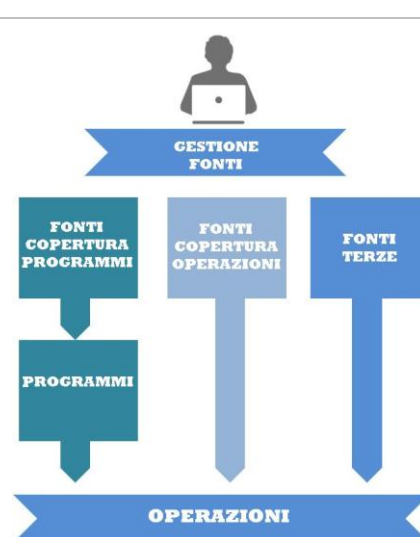 GESTIONE
FONTI
FONTI
COPERTURA
PROGRAMMI
FONTI
COPERTURA
OPERAZIONI
FONTI
TERZE
PROGRAMMI
OPERAZIONI